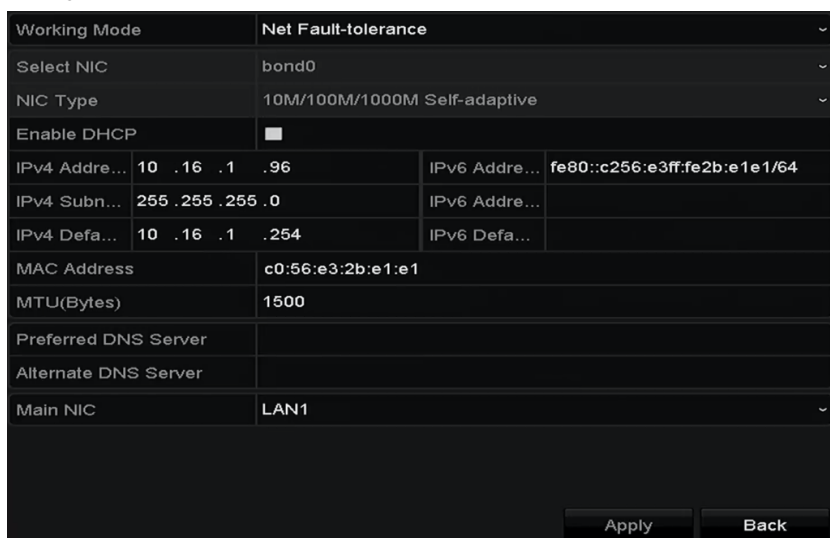 Working Mode Net Fault-tolerance
Select NIC bond0
NIC Type 10M/100M/1000M Self-adaptive
Enable DHCP
IPv4 Addre... 10 .16 .1 .96 IPv6 Addre... fe80::c256:e3ff:fe2b:e1e1/64
IPv4 Subn... 255.255.255.0 IPv6 Addre...
IPv4 Defa... 10 .16 .1 .254 IPv6 Defa...
MAC Address c0:56:e3:2b:e1:e1
MTU(Bytes) 1500
Preferred DNS Server
Alternate DNS Server
Main NIC LAN1
Apply Back